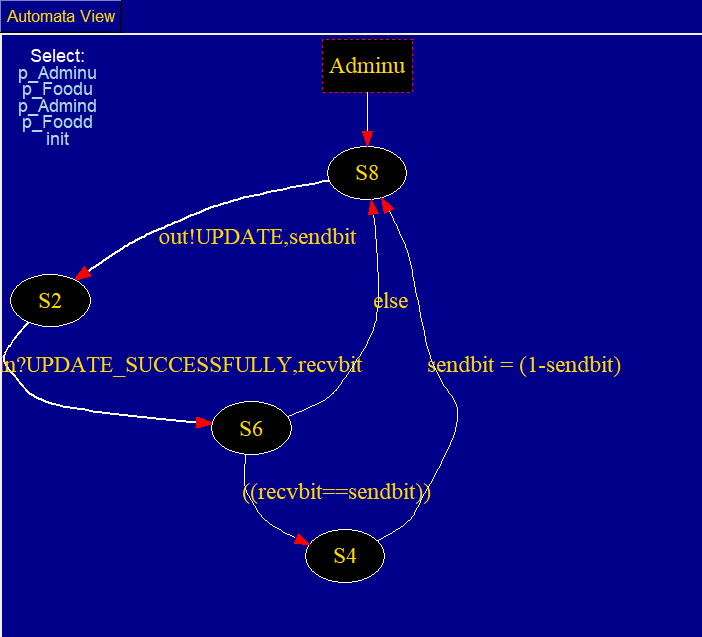 Automata View
Select:
p_Adminu
p_Foodu
p_Admind
p_Foodd
init
Adminu
S8
out!UPDATE,sendbit
S2
else
n?UPDATE_SUCCESSFULLY,recvbit
sendbit = (1-sendbit)
S6
((recvbit==sendbit))
S4